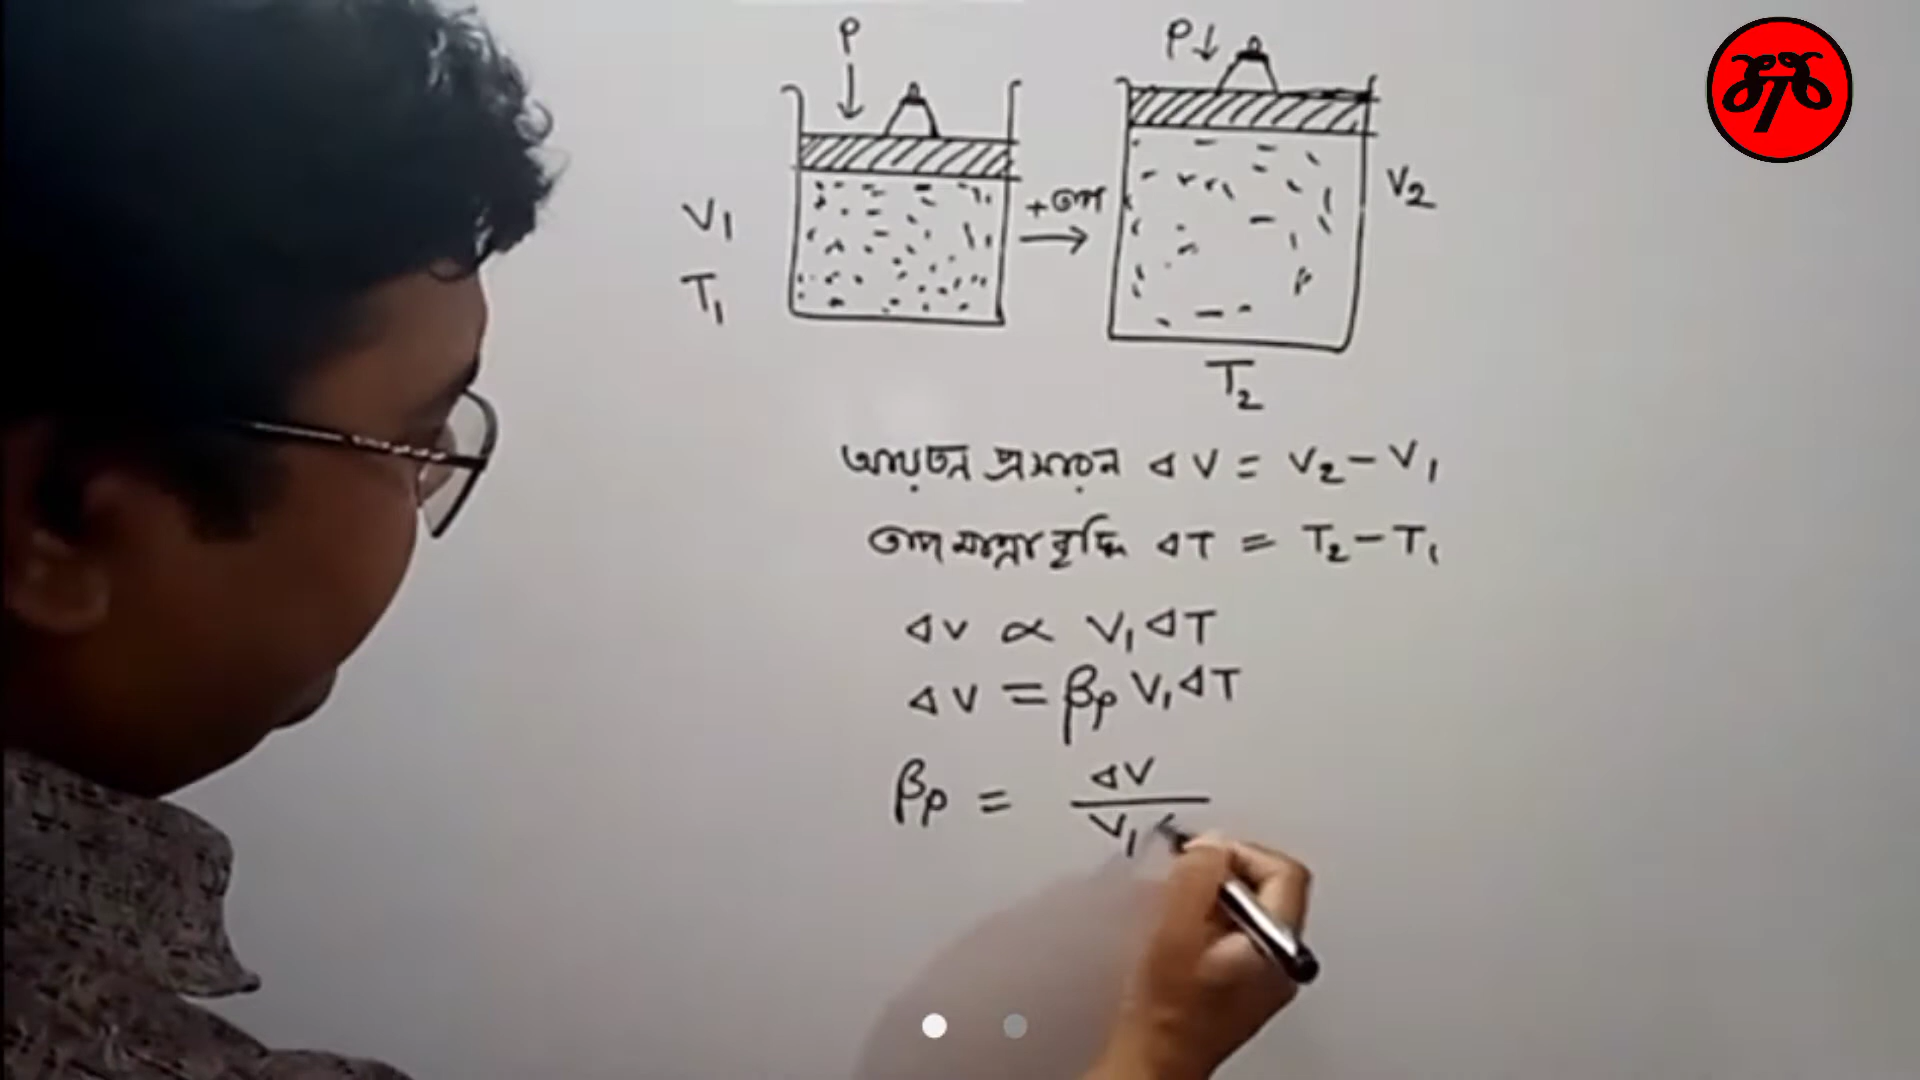 P
P
V₁
+তাপ
V₂
T₁
T₂
আয়তন প্রসারন ΔV = V₂ - V₁
তাপমাত্রা বৃদ্ধি ΔT = T₂ - T₁
ΔV ∝ V₁ΔT
ΔV = βₚ V₁ΔT
βₚ = ΔV / V₁